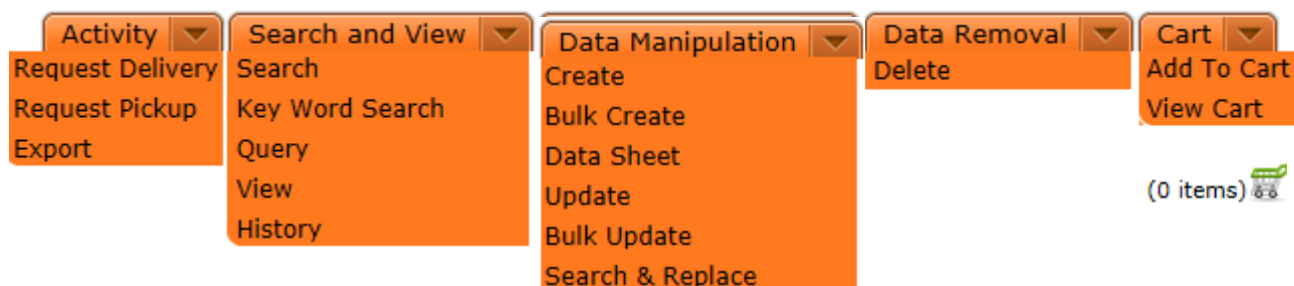 Activity
Request Delivery
Request Pickup
Export
Search and View
Search
Key Word Search
Query
View
History
Data Manipulation
Create
Bulk Create
Data Sheet
Update
Bulk Update
Search & Replace
Data Removal
Delete
Cart
Add To Cart
View Cart
(0 items)